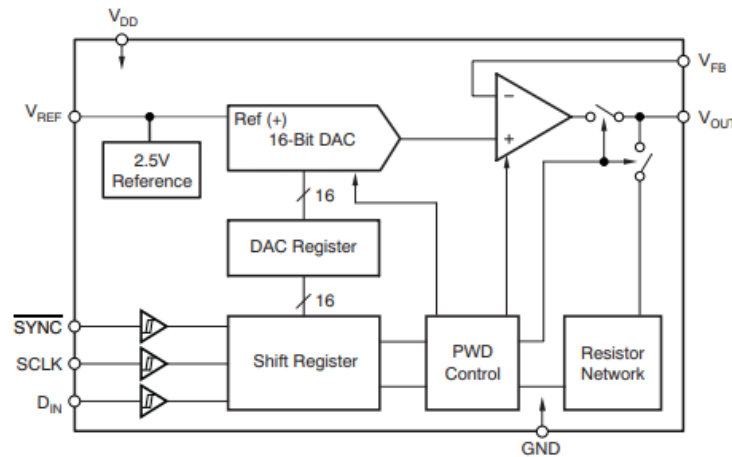 VDD
VREF
Ref (+)
16-Bit DAC
2.5V
Reference
−
+
VFB
VOUT
16
DAC Register
16
SYNC
SCLK
DIN
Shift Register
PWD
Control
Resistor
Network
GND